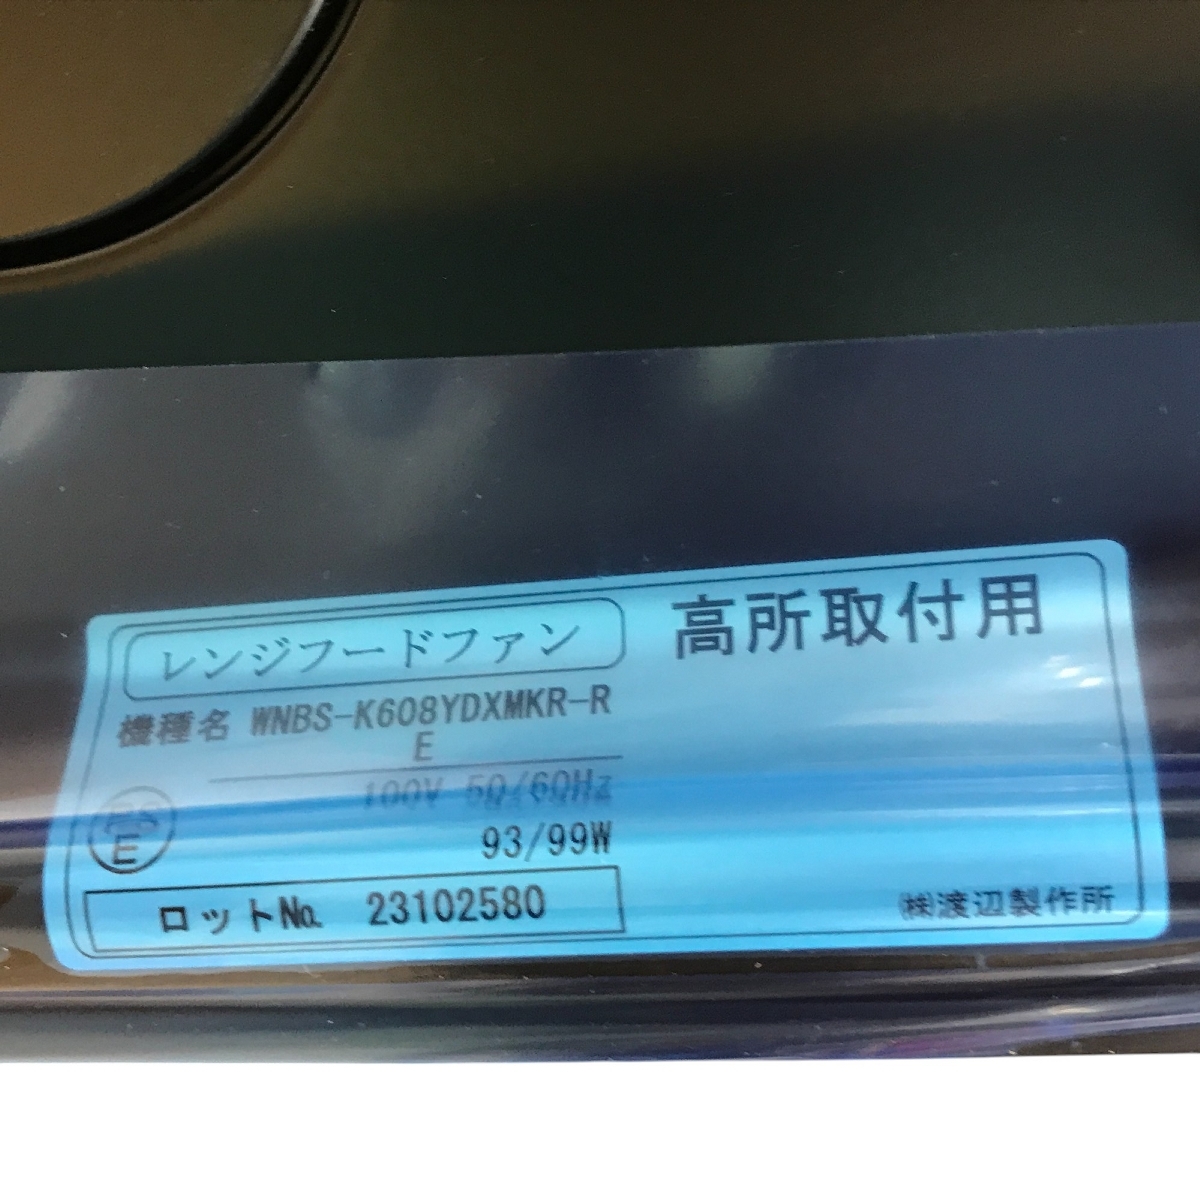 レンジフードファン
高所取付用
機種名 WNBS-K608YDXMKR-R
E
100V 50/60Hz
PS
E
93/99W
ロットNo. 23102580
㈱渡辺製作所